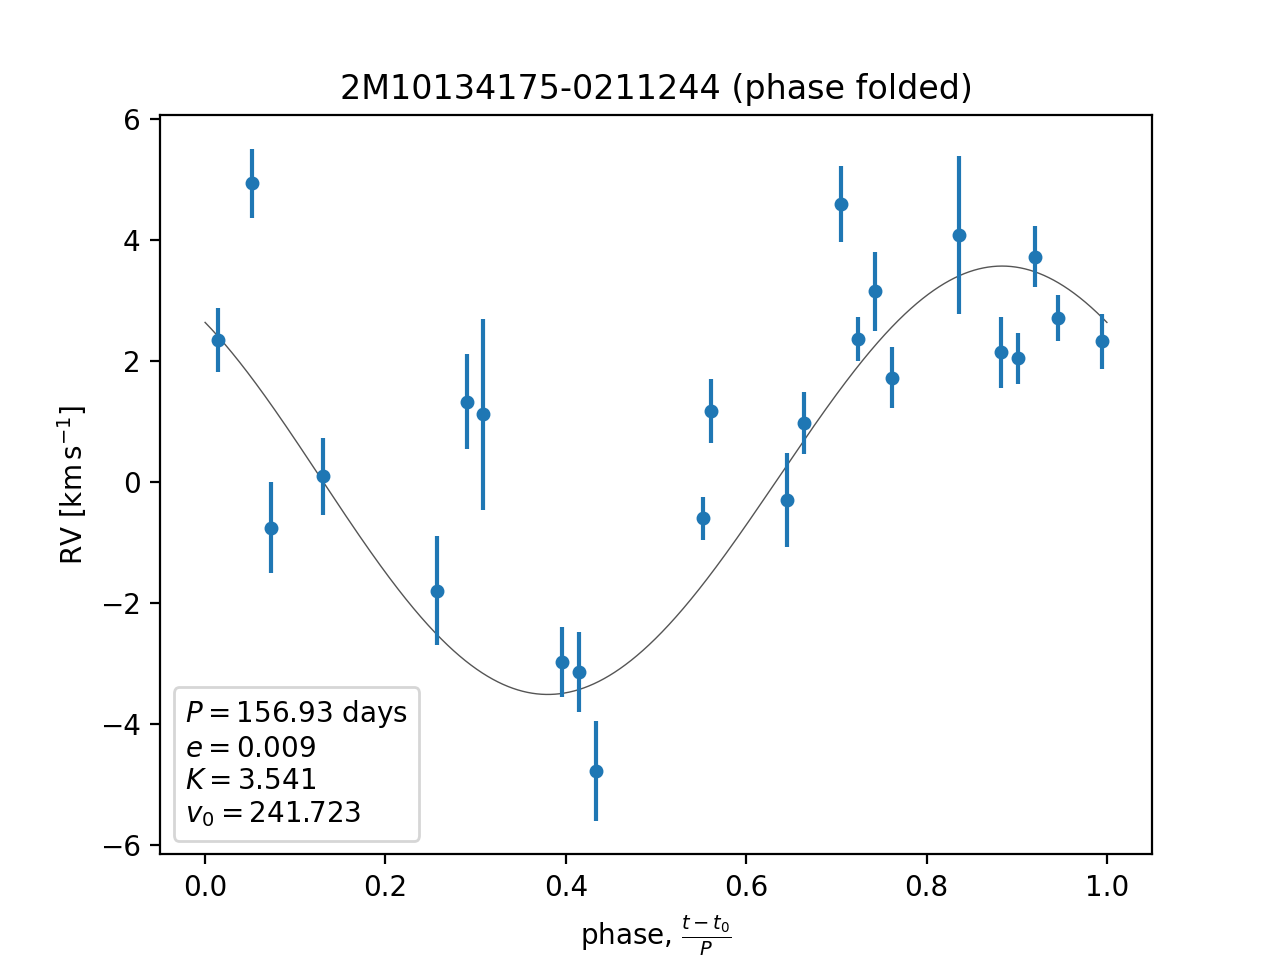 2M10134175-0211244 (phase folded)
6
4
2
0
−2
−4
−6
RV [km s⁻¹]
P = 156.93 days
e = 0.009
K = 3.541
v₀ = 241.723
0.0 0.2 0.4 0.6 0.8 1.0
phase, (t − t₀)/P